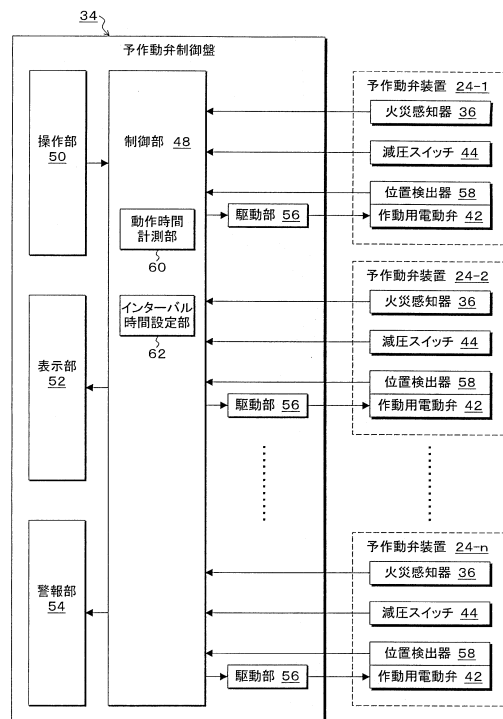 34
予作動弁制御盤
操作部
50
制御部 48
動作時間
計測部
60
インターバル
時間設定部
62
表示部
52
警報部
54
駆動部 56
駆動部 56
駆動部 56
予作動弁装置 24-1
火災感知器 36
減圧スイッチ 44
位置検出器 58
作動用電動弁 42
予作動弁装置 24-2
火災感知器 36
減圧スイッチ 44
位置検出器 58
作動用電動弁 42
予作動弁装置 24-n
火災感知器 36
減圧スイッチ 44
位置検出器 58
作動用電動弁 42